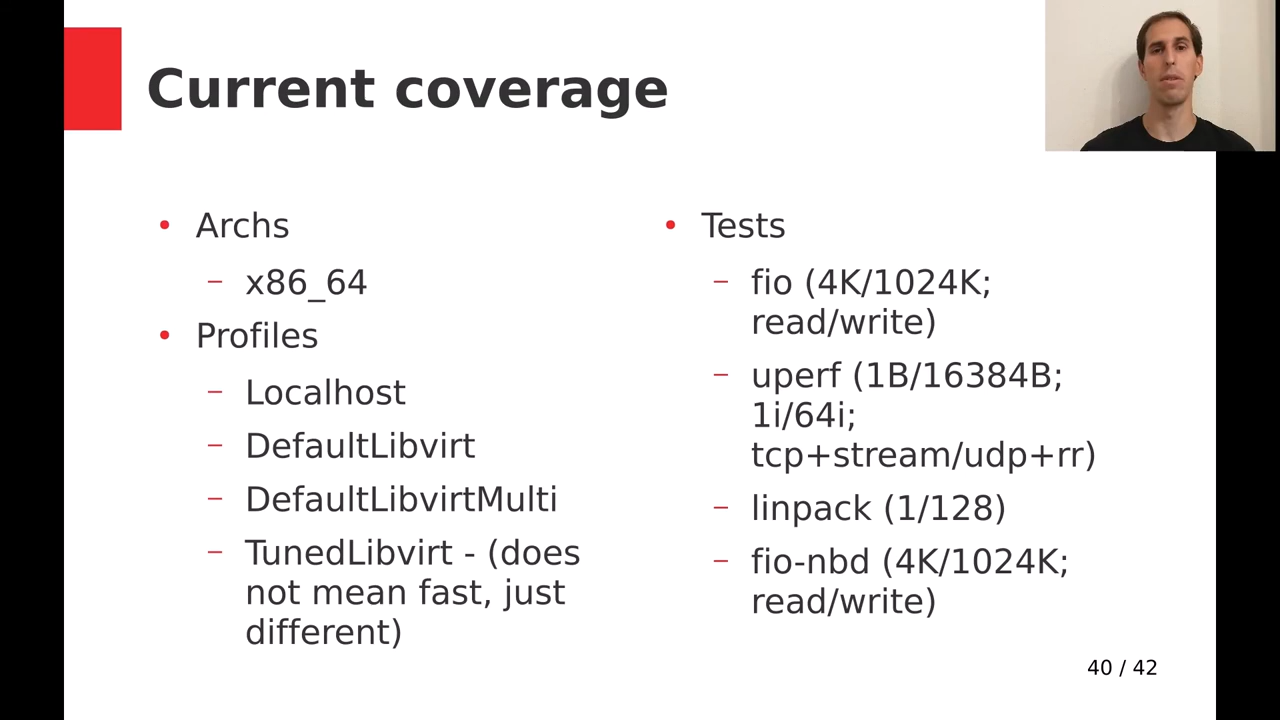 Current coverage
• Archs
– x86_64
• Profiles
– Localhost
– DefaultLibvirt
– DefaultLibvirtMulti
– TunedLibvirt - (does
not mean fast, just
different)
• Tests
– fio (4K/1024K;
read/write)
– uperf (1B/16384B;
1i/64i;
tcp+stream/udp+rr)
– linpack (1/128)
– fio-nbd (4K/1024K;
read/write)
40 / 42